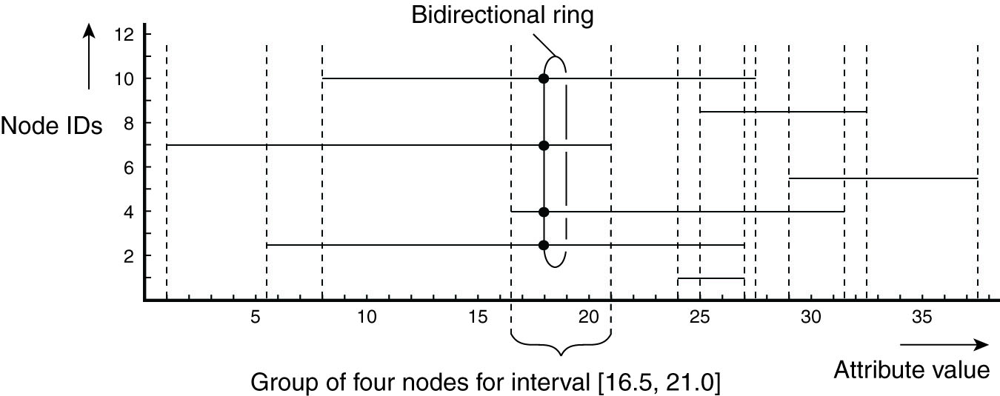 Bidirectional ring
12
10
Node IDs
8
6
4
2
5 10 15 20 25 30 35
Attribute value
Group of four nodes for interval [16.5, 21.0]